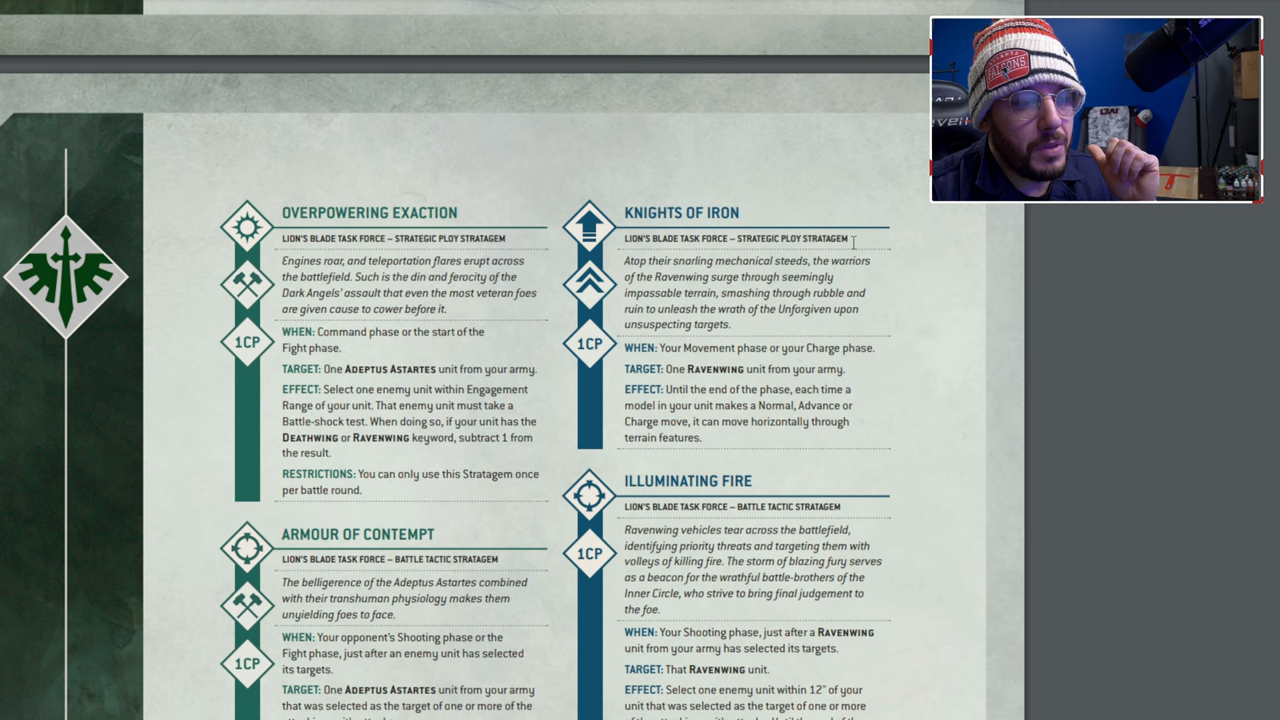 OVERPOWERING EXACTION
LION'S BLADE TASK FORCE – STRATEGIC PLOY STRATAGEM
Engines roar, and teleportation flares erupt across
the battlefield. Such is the din and ferocity of the
Dark Angels' assault that even the most veteran foes
are given cause to cower before it.
1CP
WHEN: Command phase or the start of the
Fight phase.
TARGET: One ADEPTUS ASTARTES unit from your army.
EFFECT: Select one enemy unit within Engagement
Range of your unit. That enemy unit must take a
Battle-shock test. When doing so, if your unit has the
DEATHWING or RAVENWING keyword, subtract 1 from
the result.
RESTRICTIONS: You can only use this Stratagem once
per battle round.
ARMOUR OF CONTEMPT
LION'S BLADE TASK FORCE – BATTLE TACTIC STRATAGEM
The belligerence of the Adeptus Astartes combined
with their transhuman physiology makes them
unyielding foes to face.
1CP
WHEN: Your opponent's Shooting phase or the
Fight phase, just after an enemy unit has selected
its targets.
TARGET: One ADEPTUS ASTARTES unit from your army
that was selected as the target of one or more of the
KNIGHTS OF IRON
LION'S BLADE TASK FORCE – STRATEGIC PLOY STRATAGEM
Atop their snarling mechanical steeds, the warriors
of the Ravenwing surge through seemingly
impassable terrain, smashing through rubble and
ruin to unleash the wrath of the Unforgiven upon
unsuspecting targets.
1CP
WHEN: Your Movement phase or your Charge phase.
TARGET: One RAVENWING unit from your army.
EFFECT: Until the end of the phase, each time a
model in your unit makes a Normal, Advance or
Charge move, it can move horizontally through
terrain features.
ILLUMINATING FIRE
LION'S BLADE TASK FORCE – BATTLE TACTIC STRATAGEM
1CP
Ravenwing vehicles tear across the battlefield,
identifying priority threats and targeting them with
volleys of killing fire. The storm of blazing fury serves
as a beacon for the wrathful battle-brothers of the
Inner Circle, who strive to bring final judgement to
the foe.
WHEN: Your Shooting phase, just after a RAVENWING
unit from your army has selected its targets.
TARGET: That RAVENWING unit.
EFFECT: Select one enemy unit within 12" of your
unit that was selected as the target of one or more
FALCONS